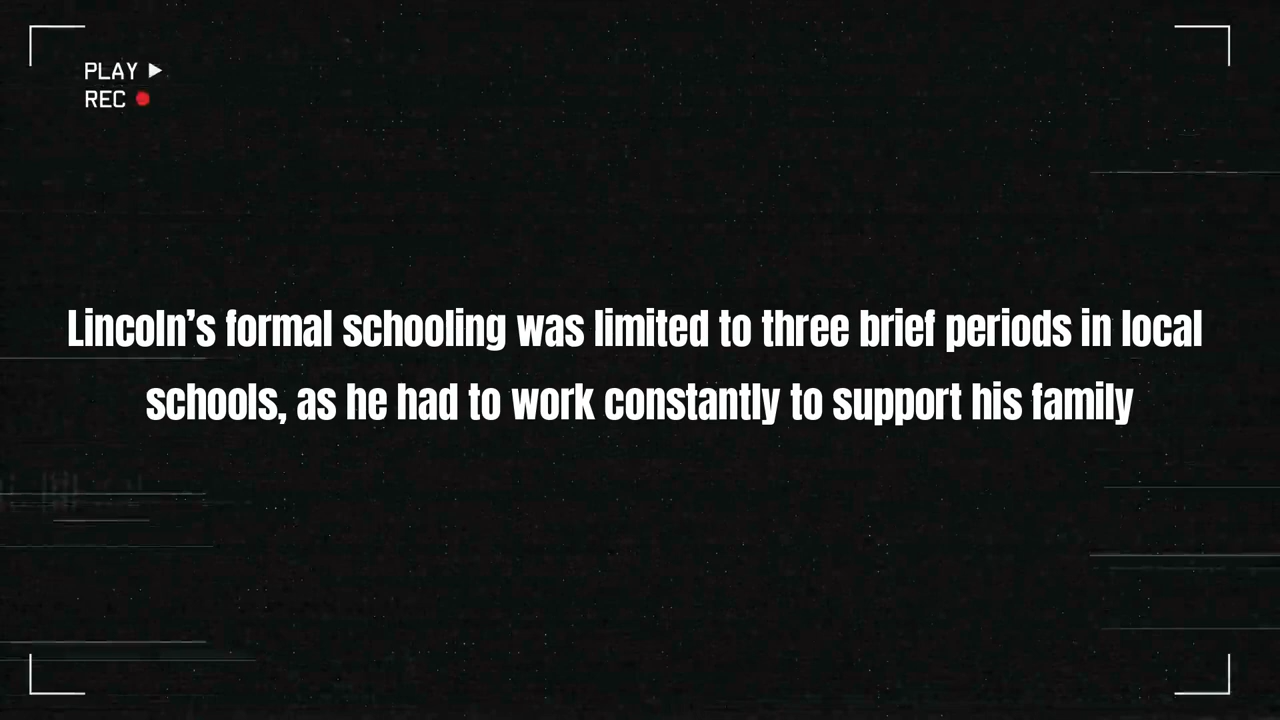 PLAY
REC
Lincoln’s formal schooling was limited to three brief periods in local
schools, as he had to work constantly to support his family